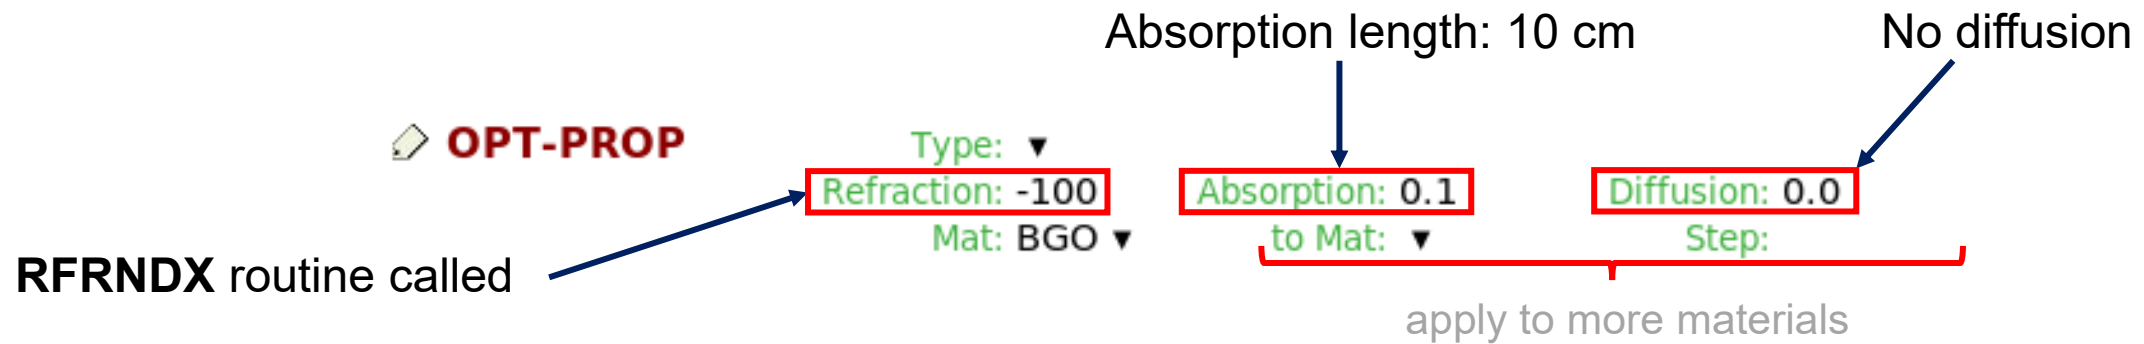 Absorption length: 10 cm
No diffusion
OPT-PROP
Type: ▼
Refraction: -100
Absorption: 0.1
Diffusion: 0.0
Mat: BGO ▼
to Mat: ▼
Step:
RFRNDX routine called
apply to more materials